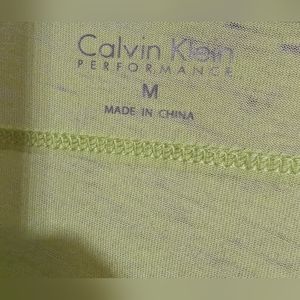 Calvin Klein
PERFORMANCE
M
MADE IN CHINA